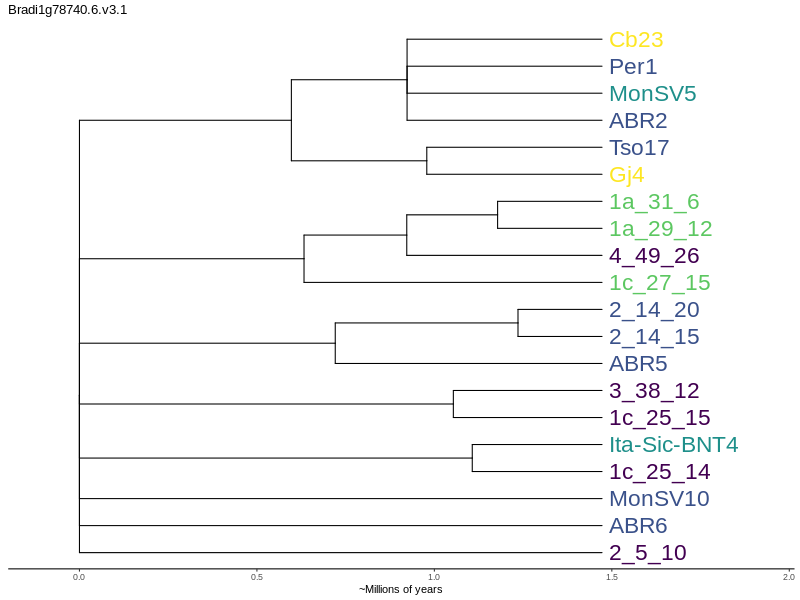 Bradi1g78740.6.v3.1
Cb23
Per1
MonSV5
ABR2
Tso17
Gj4
1a_31_6
1a_29_12
4_49_26
1c_27_15
2_14_20
2_14_15
ABR5
3_38_12
1c_25_15
Ita-Sic-BNT4
1c_25_14
MonSV10
ABR6
2_5_10
0.0 0.5 1.0 1.5 2.0
~Millions of years